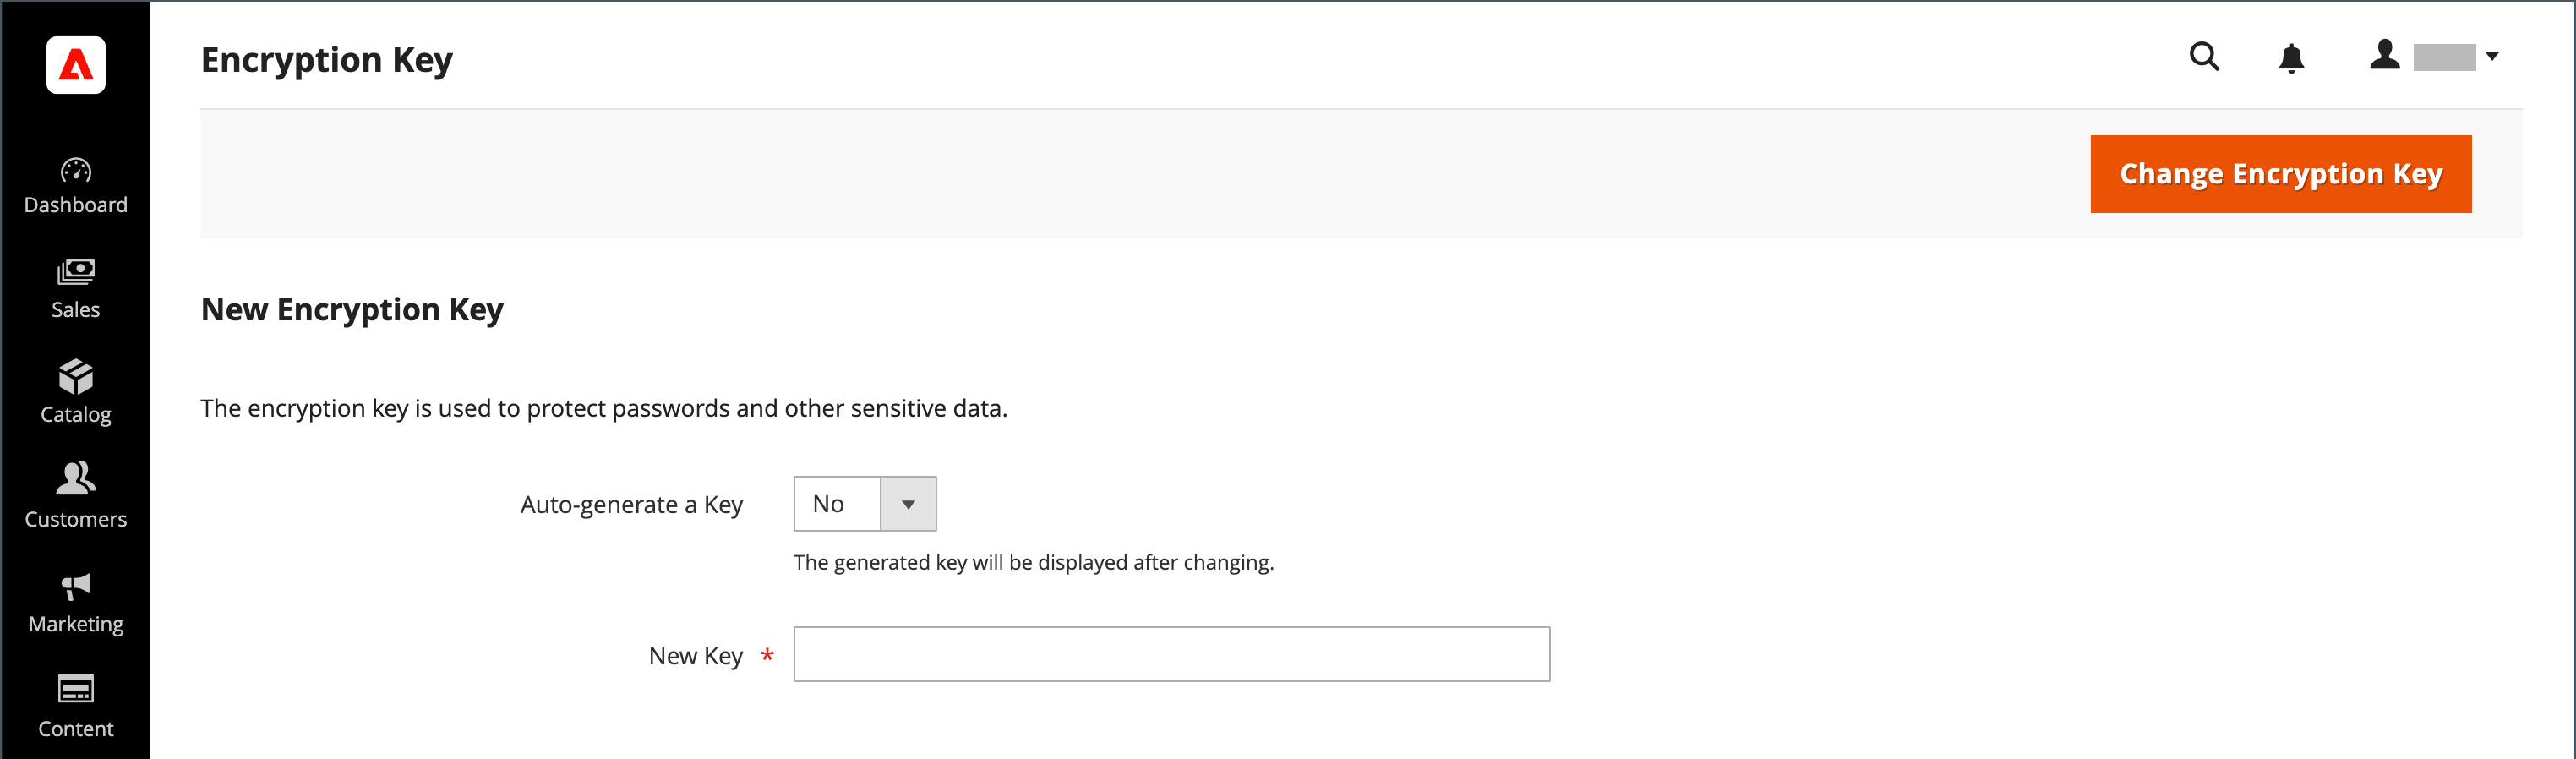 Encryption Key
Change Encryption Key
Dashboard
Sales
Catalog
Customers
Marketing
Content
New Encryption Key
The encryption key is used to protect passwords and other sensitive data.
Auto-generate a Key No
The generated key will be displayed after changing.
New Key *